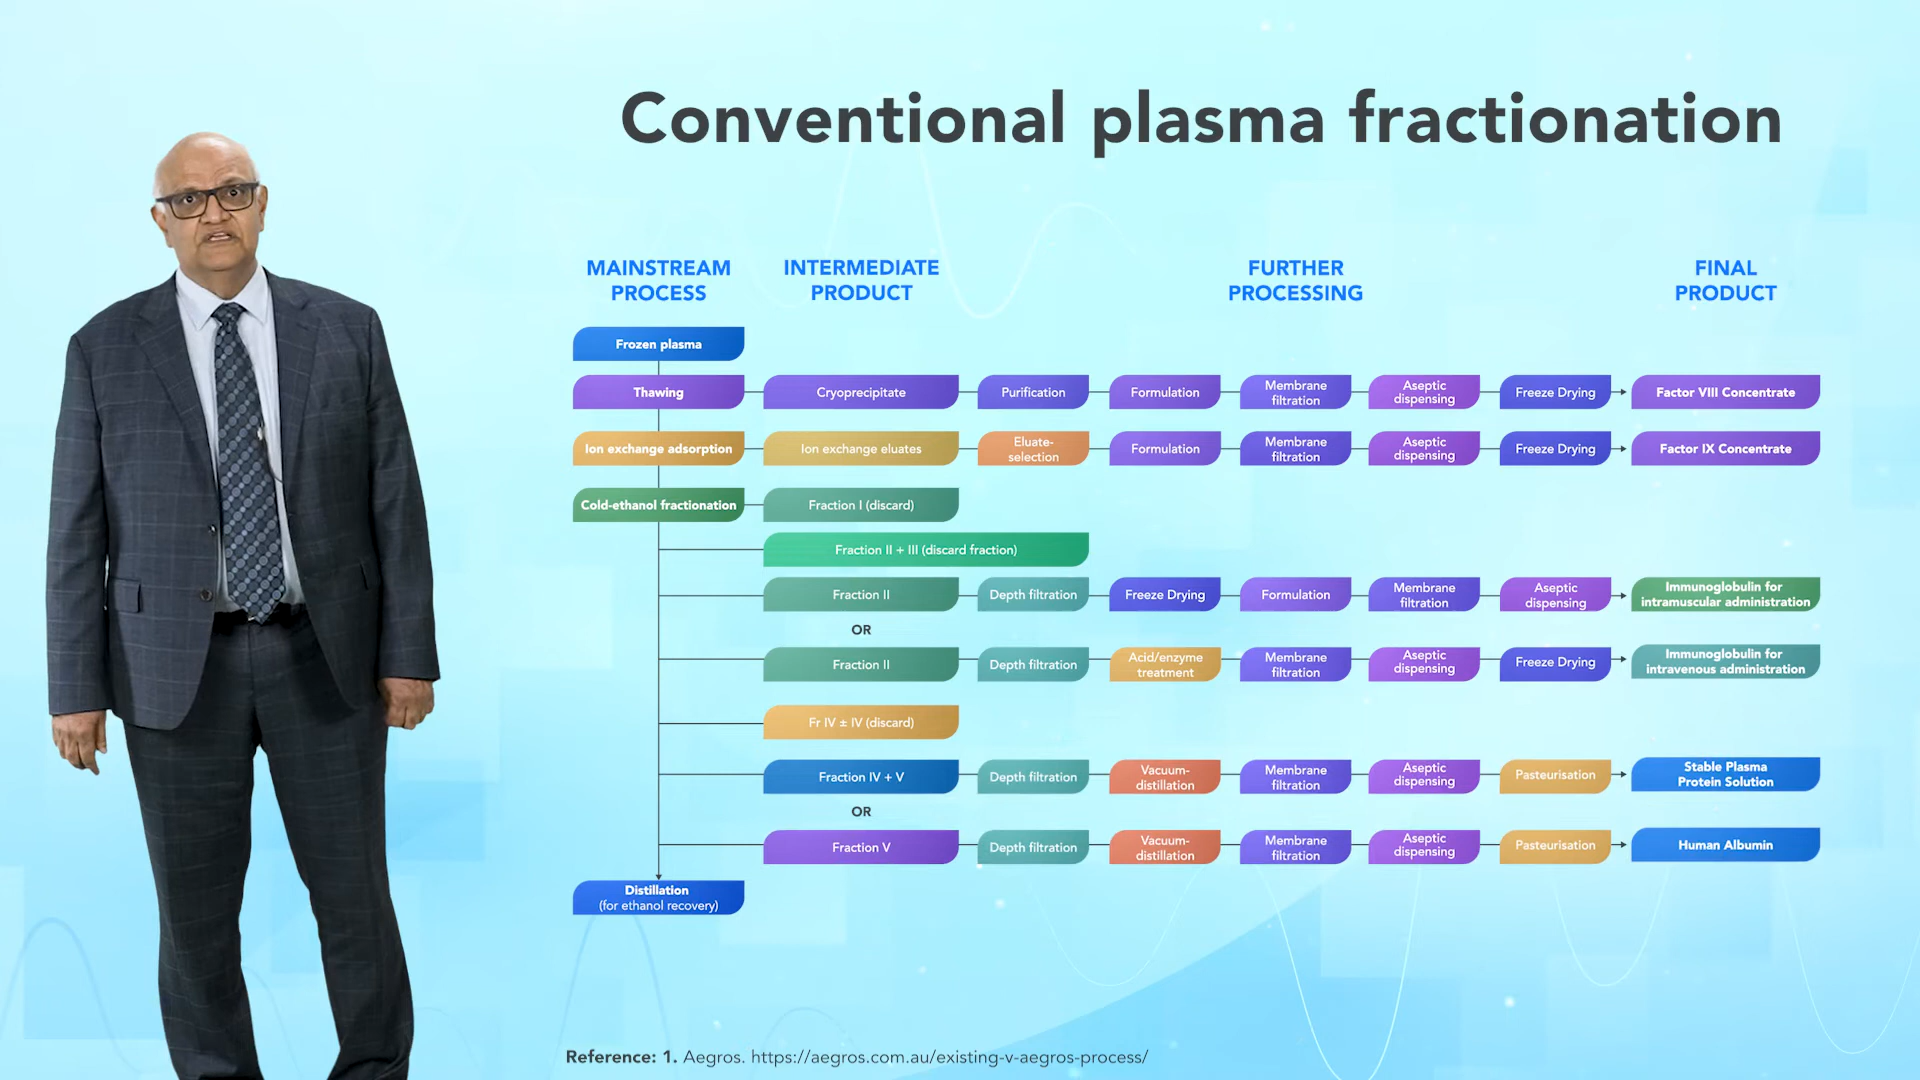 Conventional plasma fractionation
MAINSTREAM
PROCESS
INTERMEDIATE
PRODUCT
FURTHER
PROCESSING
FINAL
PRODUCT
Frozen plasma
Thawing
Cryoprecipitate
Purification
Formulation
Membrane
filtration
Aseptic
dispensing
Freeze Drying
Factor VIII Concentrate
Ion exchange adsorption
Ion exchange eluates
Eluate-
selection
Formulation
Membrane
filtration
Aseptic
dispensing
Freeze Drying
Factor IX Concentrate
Cold-ethanol fractionation
Fraction I (discard)
Fraction II + III (discard fraction)
Fraction II
Depth filtration
Freeze Drying
Formulation
Membrane
filtration
Aseptic
dispensing
Immunoglobulin for
intramuscular administration
OR
Fraction II
Depth filtration
Acid/enzyme
treatment
Membrane
filtration
Aseptic
dispensing
Freeze Drying
Immunoglobulin for
intravenous administration
Fr IV ± IV (discard)
Fraction IV + V
Depth filtration
Vacuum-
distillation
Membrane
filtration
Aseptic
dispensing
Pasteurisation
Stable Plasma
Protein Solution
OR
Fraction V
Depth filtration
Vacuum-
distillation
Membrane
filtration
Aseptic
dispensing
Pasteurisation
Human Albumin
Distillation
(for ethanol recovery)
Reference: 1. Aegros. https://aegros.com.au/existing-v-aegros-process/